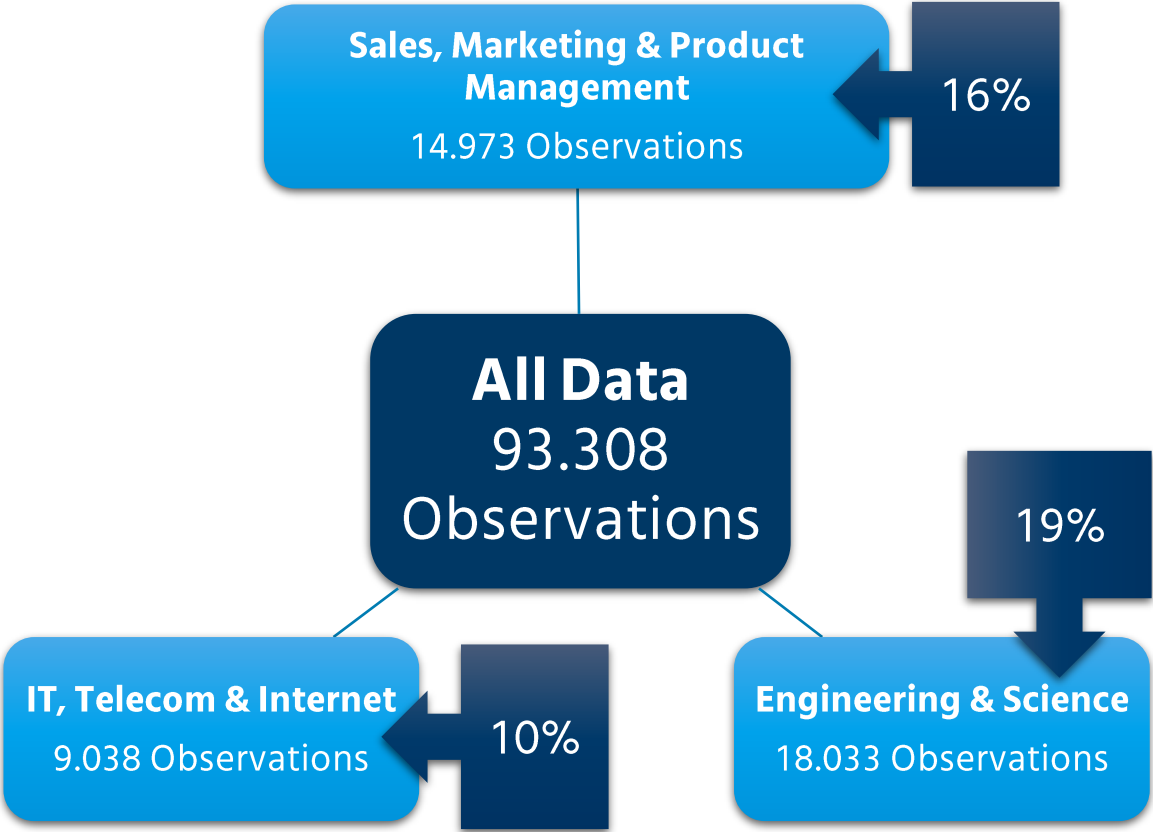 Sales, Marketing & Product
Management
14.973 Observations
16%
All Data
93.308
Observations
19%
IT, Telecom & Internet
9.038 Observations
10%
Engineering & Science
18.033 Observations